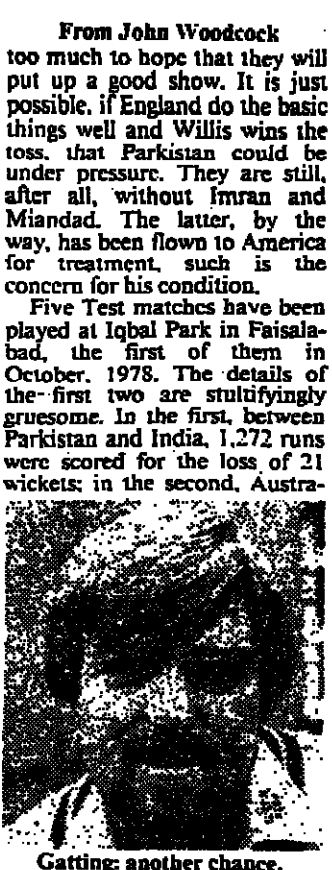 From John Woodcock
too much to hope that they will
put up a good show. It is just
possible, if England do the basic
things well and Willis wins the
toss, that Parkistan could be
under pressure. They are still,
after all, without Imran and
Miandad. The latter, by the
way, has been flown to America
for treatment, such is the
concern for his condition.
Five Test matches have been
played at Iqbal Park in Faisala-
bad, the first of them in
October, 1978. The details of
the first two are stultifyingly
gruesome. In the first, between
Parkistan and India, 1,272 runs
were scored for the loss of 21
wickets; in the second, Austra-
Gatting: another chance.